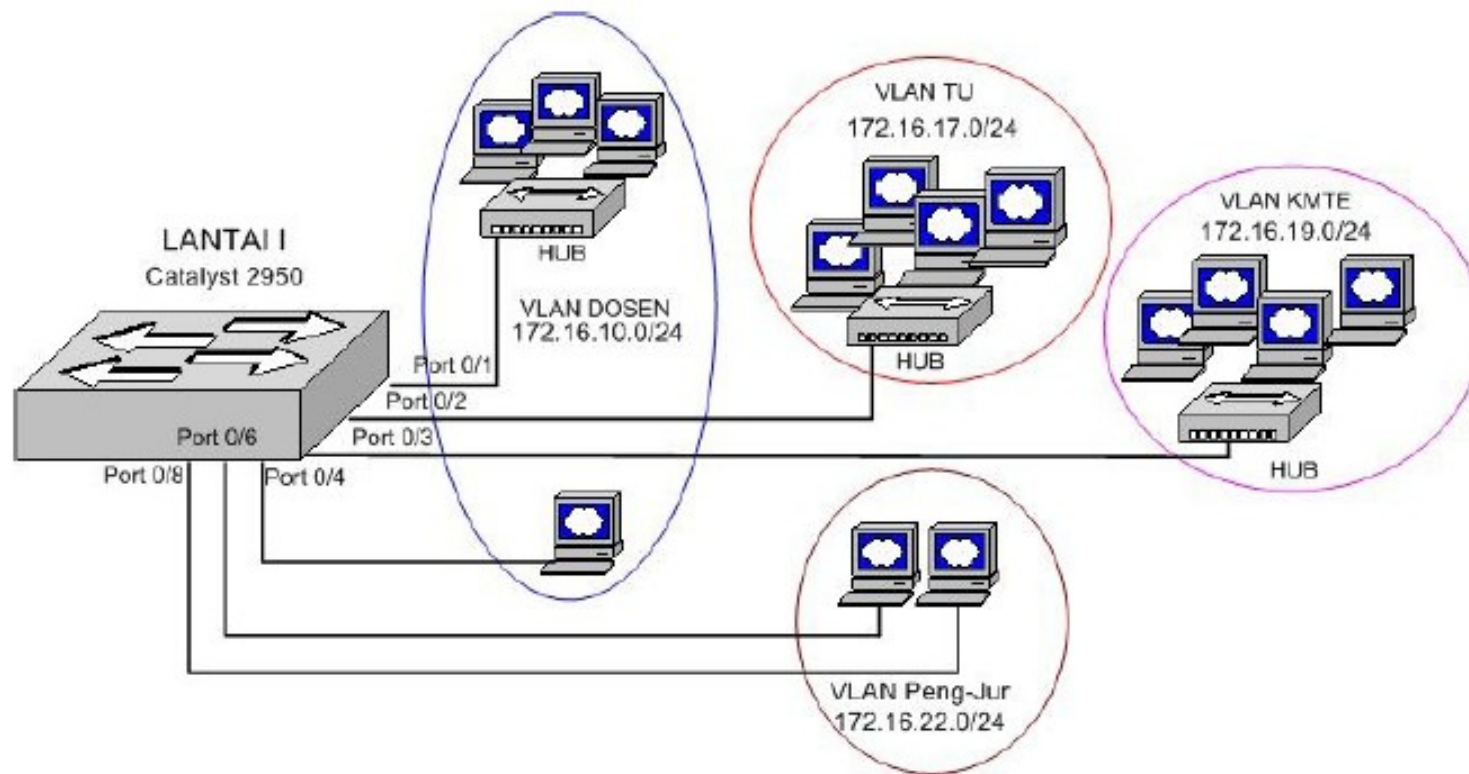 LANTAI I
Catalyst 2950
HUB
VLAN DOSEN
172.16.10.0/24
VLAN TU
172.16.17.0/24
HUB
VLAN KMTE
172.16.19.0/24
HUB
Port 0/1
Port 0/2
Port 0/3
Port 0/6
Port 0/8
Port 0/4
VLAN Peng-Jur
172.16.22.0/24